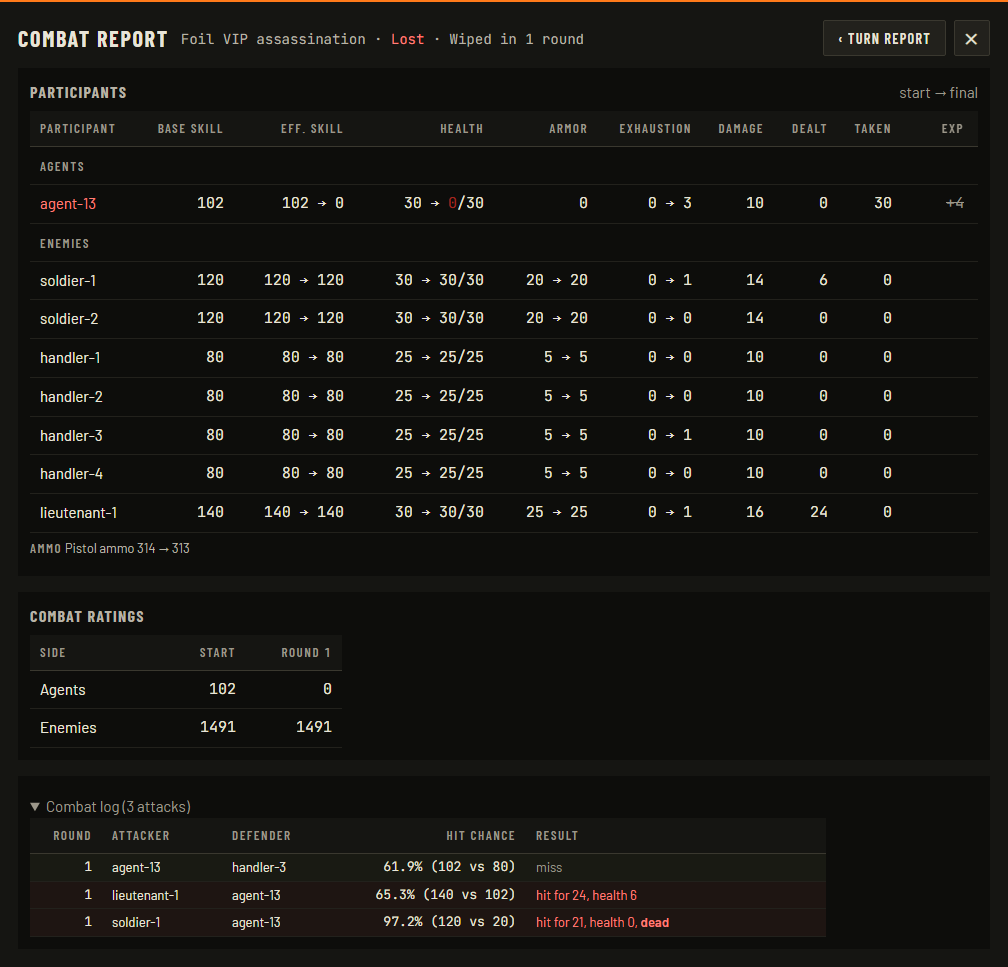 COMBAT REPORT Foil VIP assassination · Lost · Wiped in 1 round ‹ TURN REPORT ✕
PARTICIPANTS start → final
PARTICIPANT BASE SKILL EFF. SKILL HEALTH ARMOR EXHAUSTION DAMAGE DEALT TAKEN EXP
AGENTS
agent-13 102 102 → 0 30 → 0/30 0 0 → 3 10 0 30 +4
ENEMIES
soldier-1 120 120 → 120 30 → 30/30 20 → 20 0 → 1 14 6 0
soldier-2 120 120 → 120 30 → 30/30 20 → 20 0 → 0 14 0 0
handler-1 80 80 → 80 25 → 25/25 5 → 5 0 → 0 10 0 0
handler-2 80 80 → 80 25 → 25/25 5 → 5 0 → 0 10 0 0
handler-3 80 80 → 80 25 → 25/25 5 → 5 0 → 1 10 0 0
handler-4 80 80 → 80 25 → 25/25 5 → 5 0 → 0 10 0 0
lieutenant-1 140 140 → 140 30 → 30/30 25 → 25 0 → 1 16 24 0
AMMO Pistol ammo 314 → 313
COMBAT RATINGS
SIDE START ROUND 1
Agents 102 0
Enemies 1491 1491
▼ Combat log (3 attacks)
ROUND ATTACKER DEFENDER HIT CHANCE RESULT
1 agent-13 handler-3 61.9% (102 vs 80) miss
1 lieutenant-1 agent-13 65.3% (140 vs 102) hit for 24, health 6
1 soldier-1 agent-13 97.2% (120 vs 20) hit for 21, health 0, dead